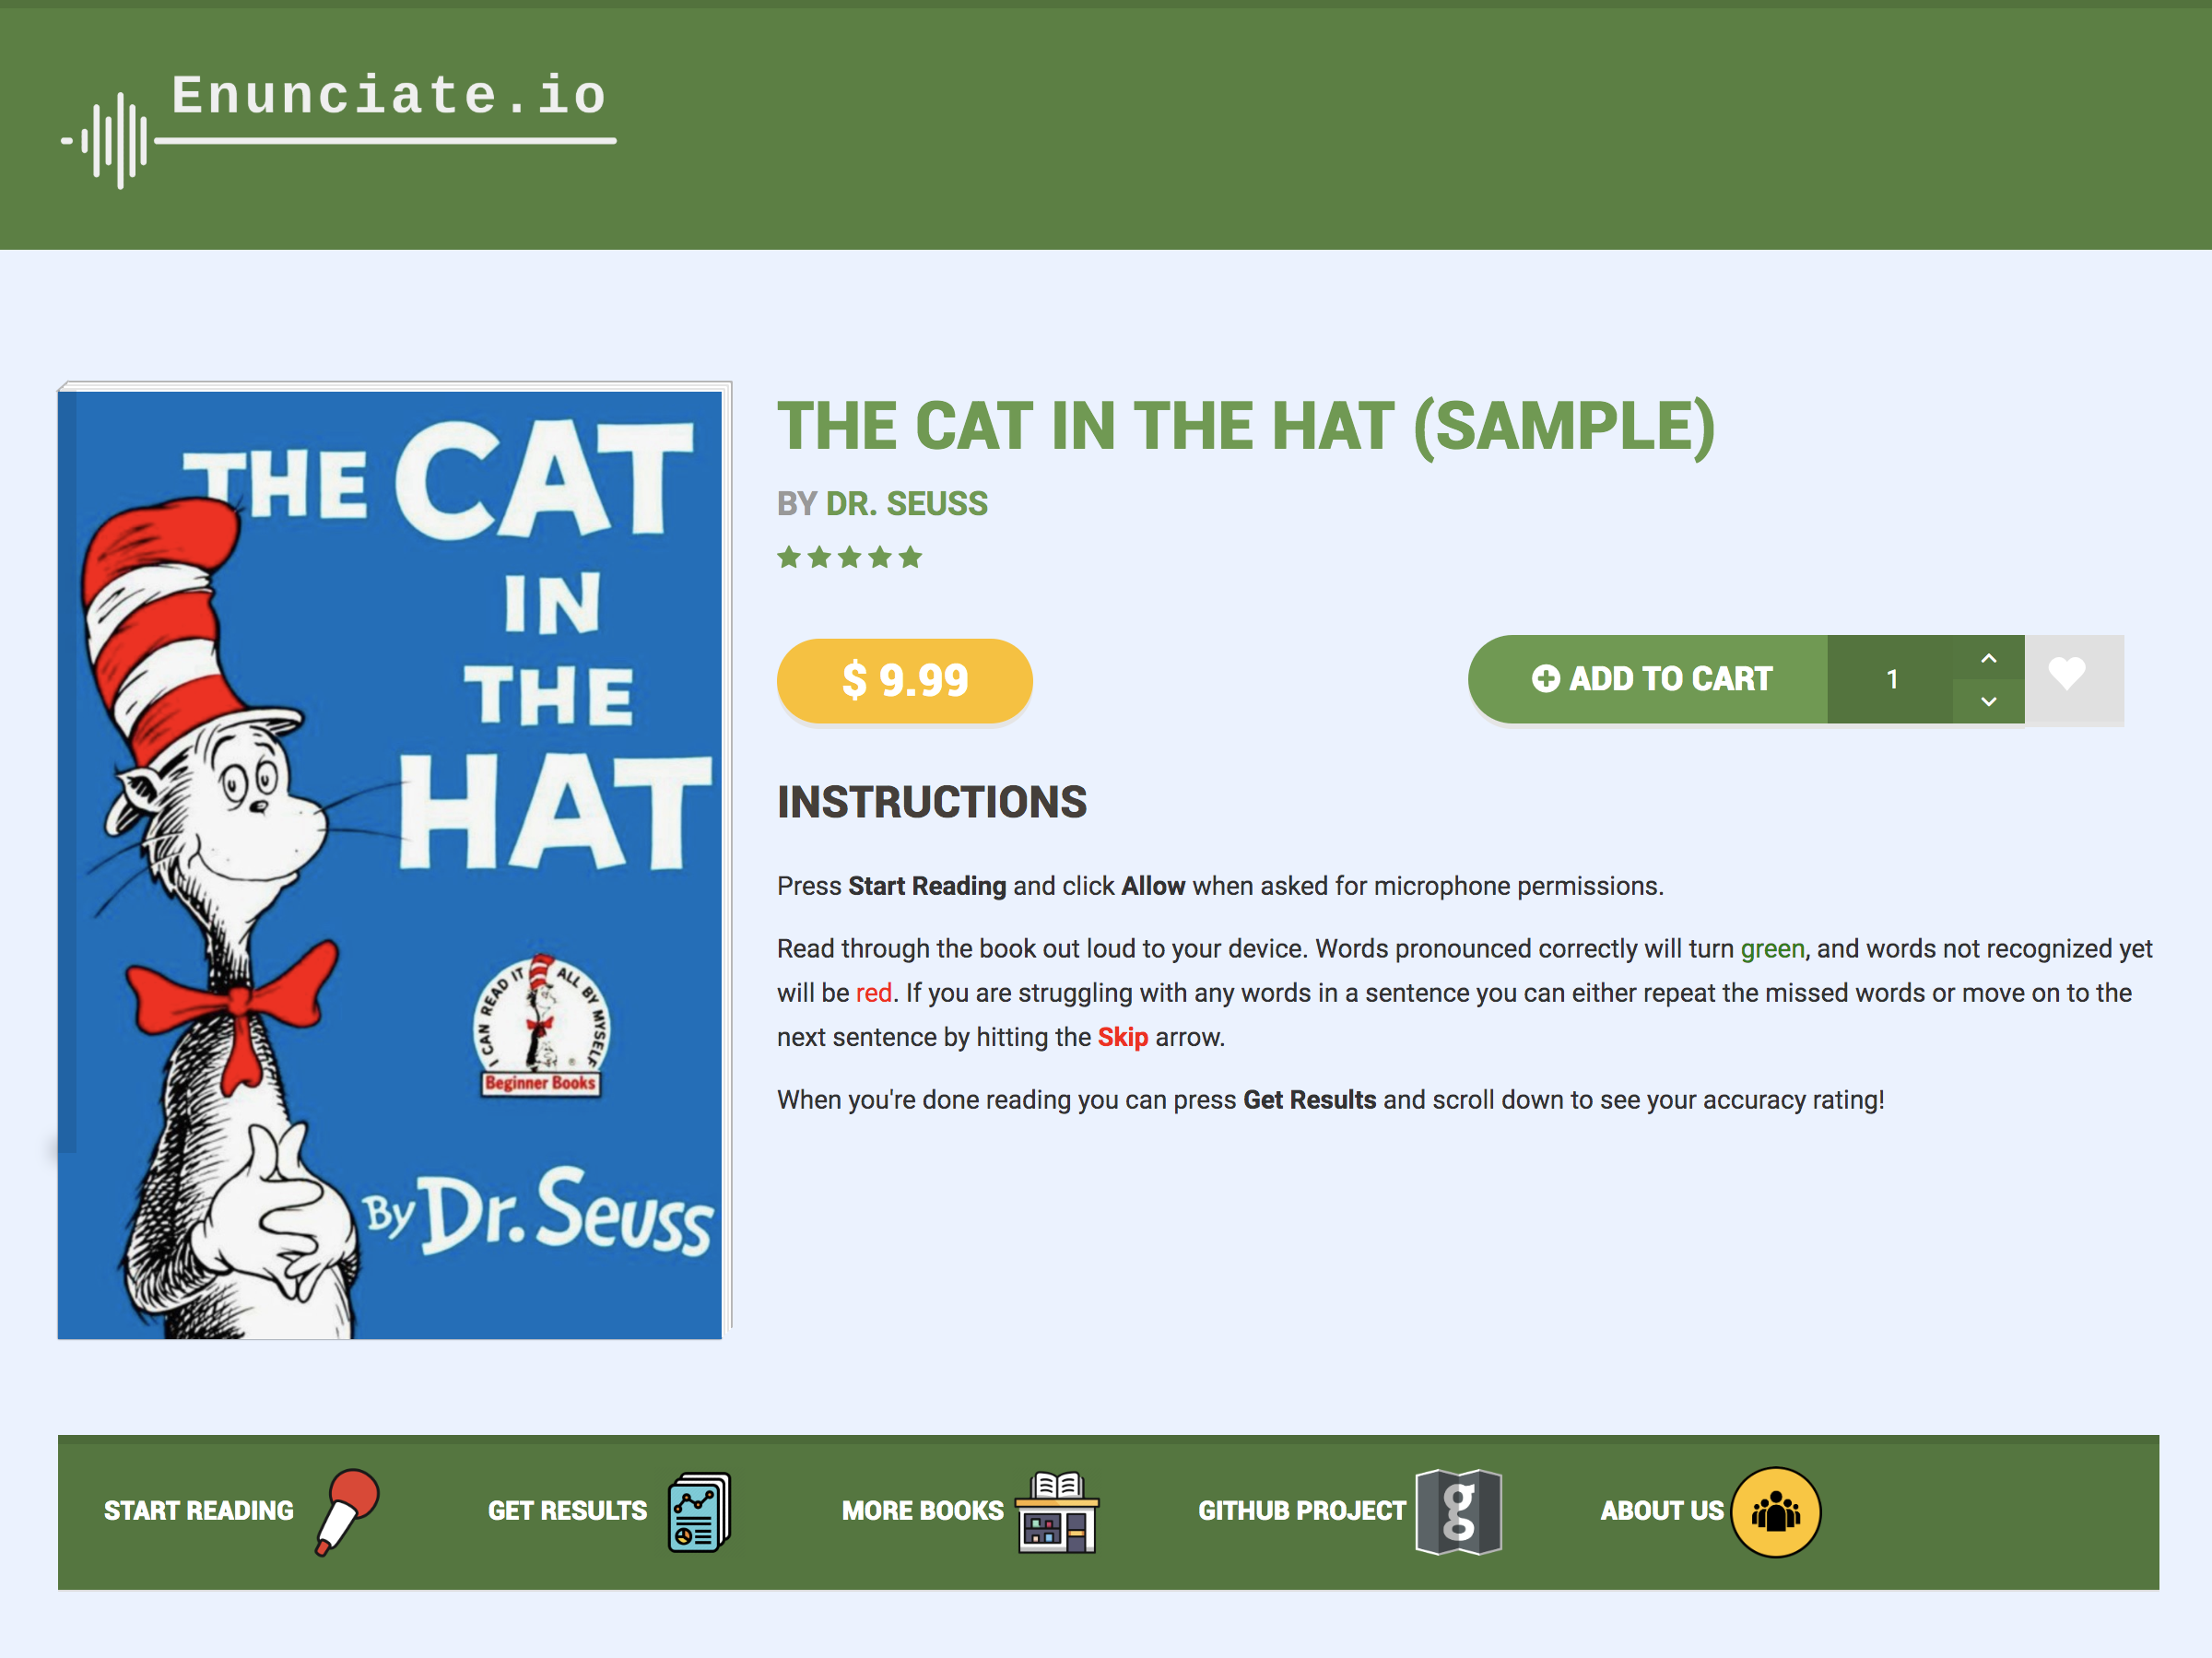 Enunciate.io
THE CAT
IN
THE
HAT
I CAN READ IT ALL BY MYSELF
®
Beginner Books
By Dr. Seuss
THE CAT IN THE HAT (SAMPLE)
BY DR. SEUSS
$ 9.99
ADD TO CART
1
INSTRUCTIONS
Press Start Reading and click Allow when asked for microphone permissions.
Read through the book out loud to your device. Words pronounced correctly will turn green, and words not recognized yet
will be red. If you are struggling with any words in a sentence you can either repeat the missed words or move on to the
next sentence by hitting the Skip arrow.
When you're done reading you can press Get Results and scroll down to see your accuracy rating!
START READING
GET RESULTS
MORE BOOKS
GITHUB PROJECT
g
ABOUT US